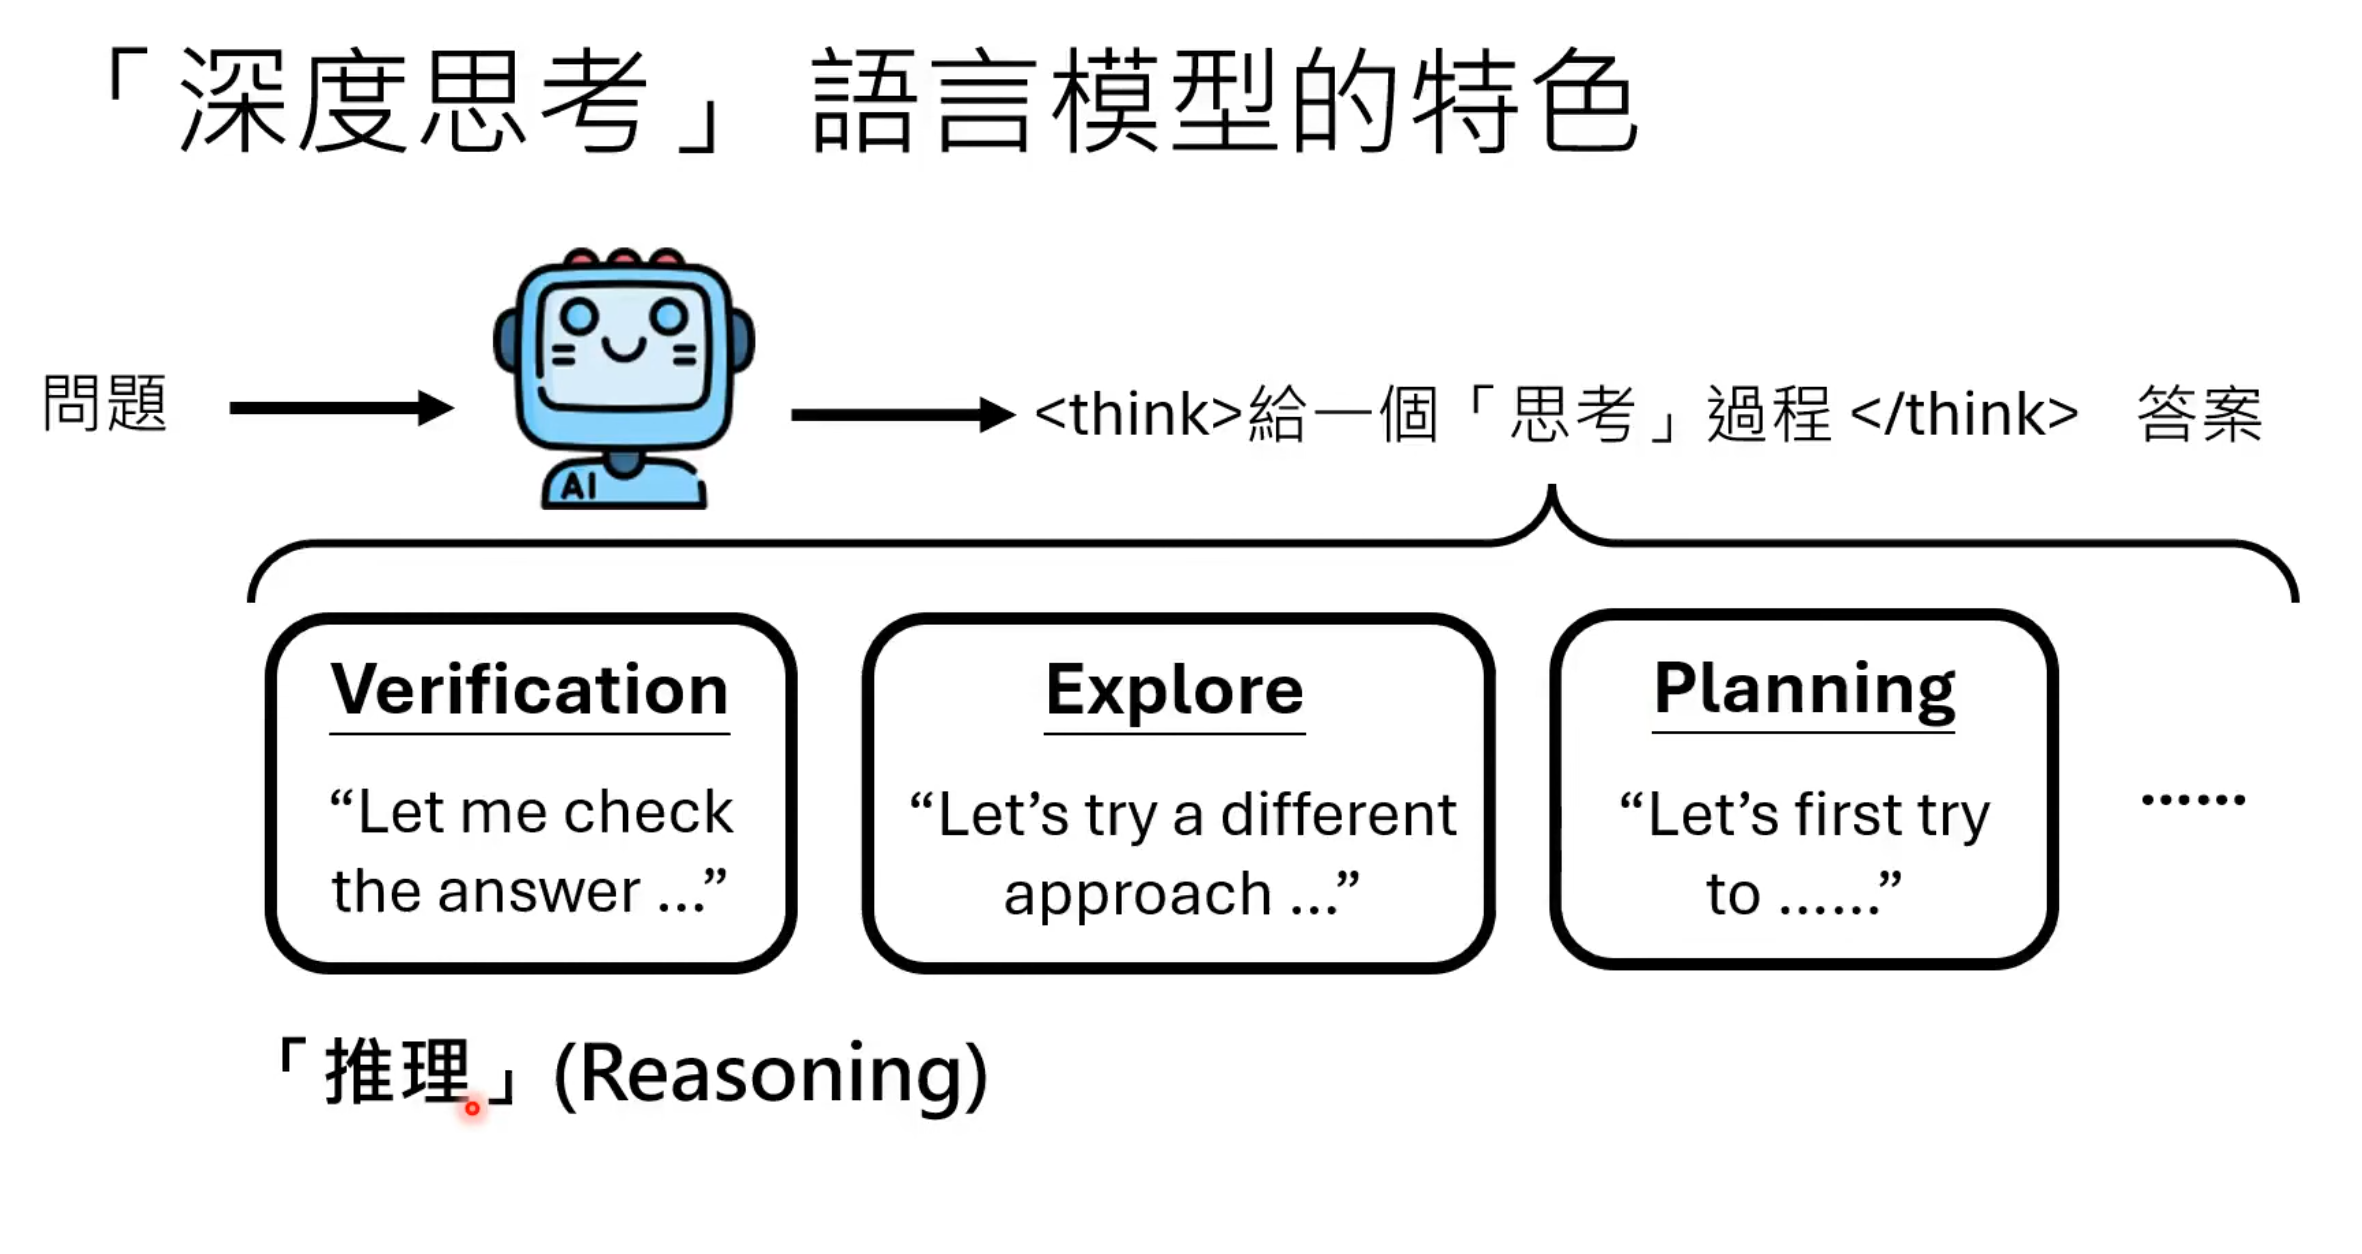 「深度思考」 語言模型的特色
問題
AI
<think>給一個「思考」過程 </think> 答案
Verification
“Let me check
the answer ...”
Explore
“Let’s try a different
approach ...”
Planning
“Let’s first try
to ......”
......
「推理」(Reasoning)